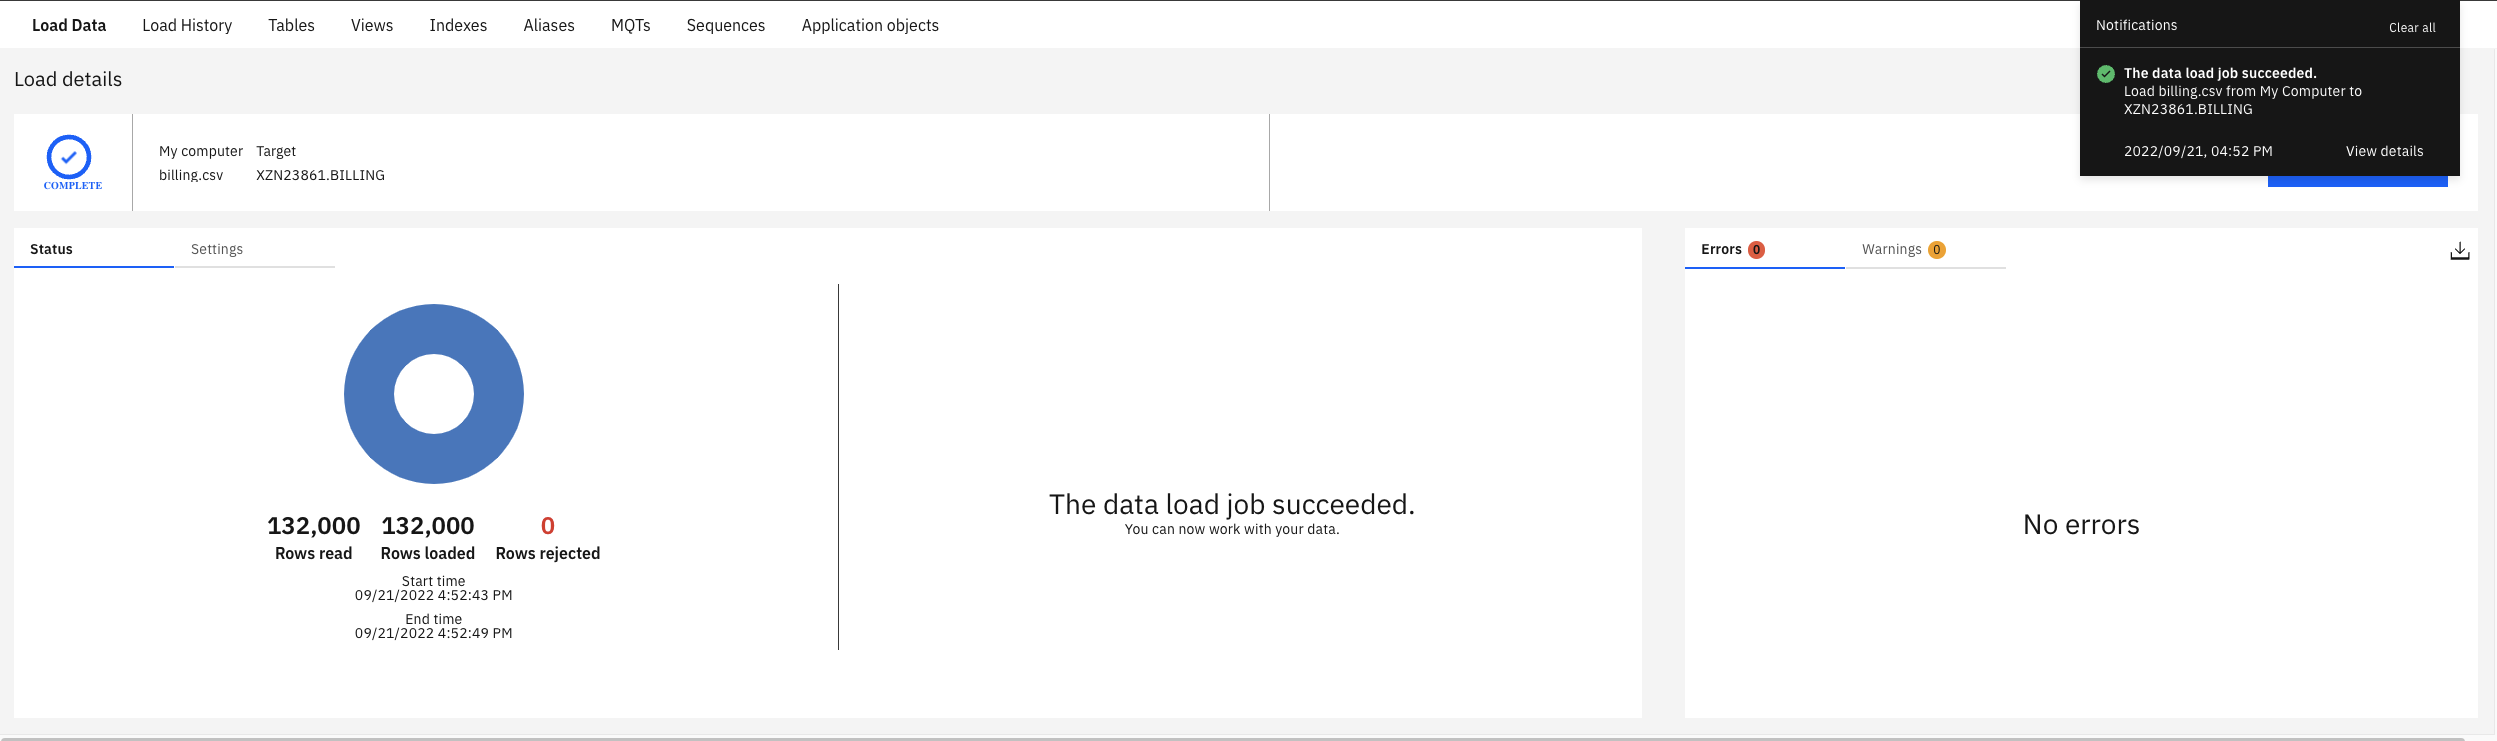 Load Data Load History Tables Views Indexes Aliases MQTs Sequences Application objects
Notifications Clear all
The data load job succeeded.
Load billing.csv from My Computer to
XZN23861.BILLING
2022/09/21, 04:52 PM View details
Load details
COMPLETE
My computer Target
billing.csv XZN23861.BILLING
Status Settings
132,000 132,000 0
Rows read Rows loaded Rows rejected
Start time
09/21/2022 4:52:43 PM
End time
09/21/2022 4:52:49 PM
The data load job succeeded.
You can now work with your data.
Errors 0 Warnings 0
No errors